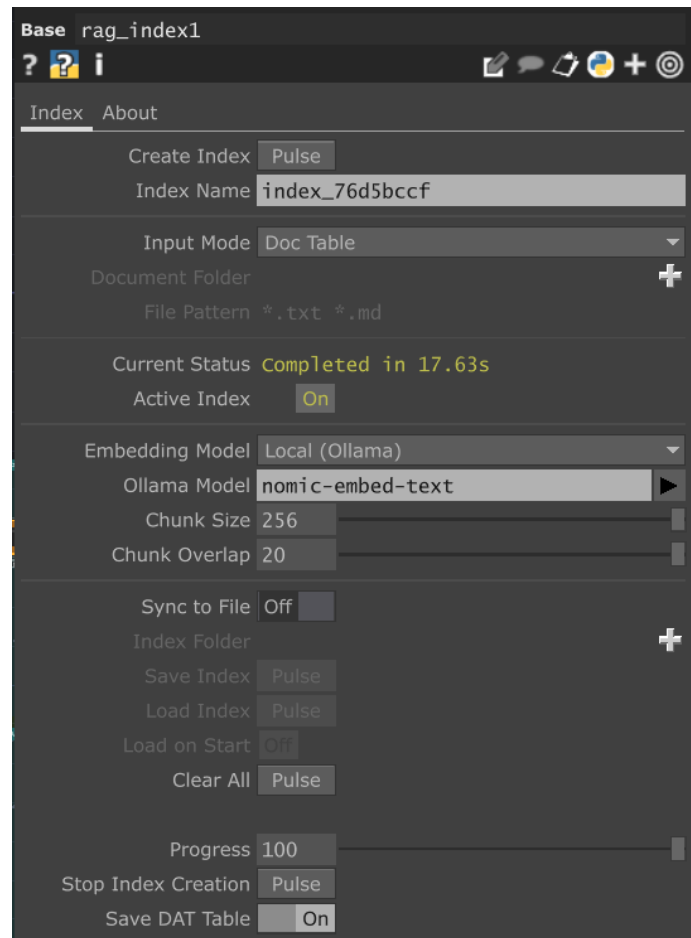 Base rag_index1
? ? i
Index About
Create Index Pulse
Index Name index_76d5bccf
Input Mode Doc Table
Document Folder
File Pattern *.txt *.md
Current Status Completed in 17.63s
Active Index On
Embedding Model Local (Ollama)
Ollama Model nomic-embed-text
Chunk Size 256
Chunk Overlap 20
Sync to File Off
Index Folder
Save Index Pulse
Load Index Pulse
Load on Start Off
Clear All Pulse
Progress 100
Stop Index Creation Pulse
Save DAT Table On